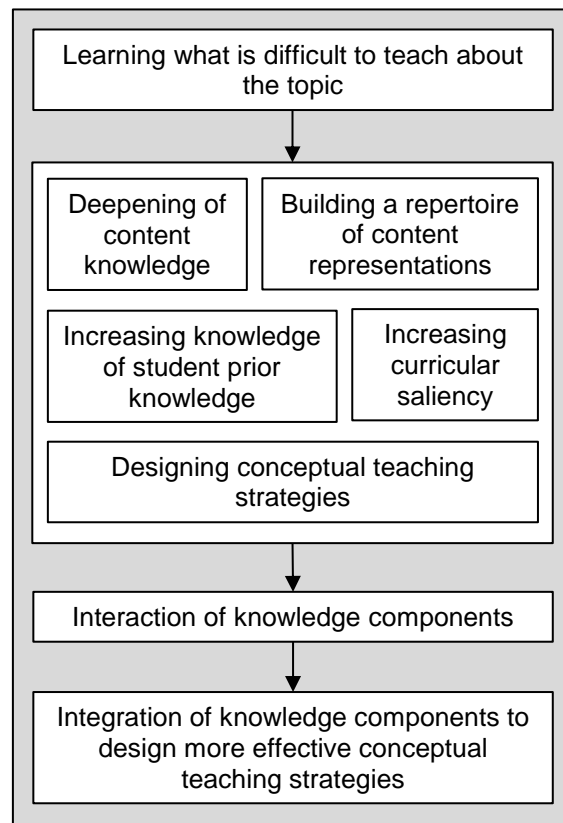 Learning what is difficult to teach about
the topic
Deepening of
content
knowledge
Building a repertoire
of content
representations
Increasing knowledge
of student prior
knowledge
Increasing
curricular
saliency
Designing conceptual teaching
strategies
Interaction of knowledge components
Integration of knowledge components to
design more effective conceptual
teaching strategies